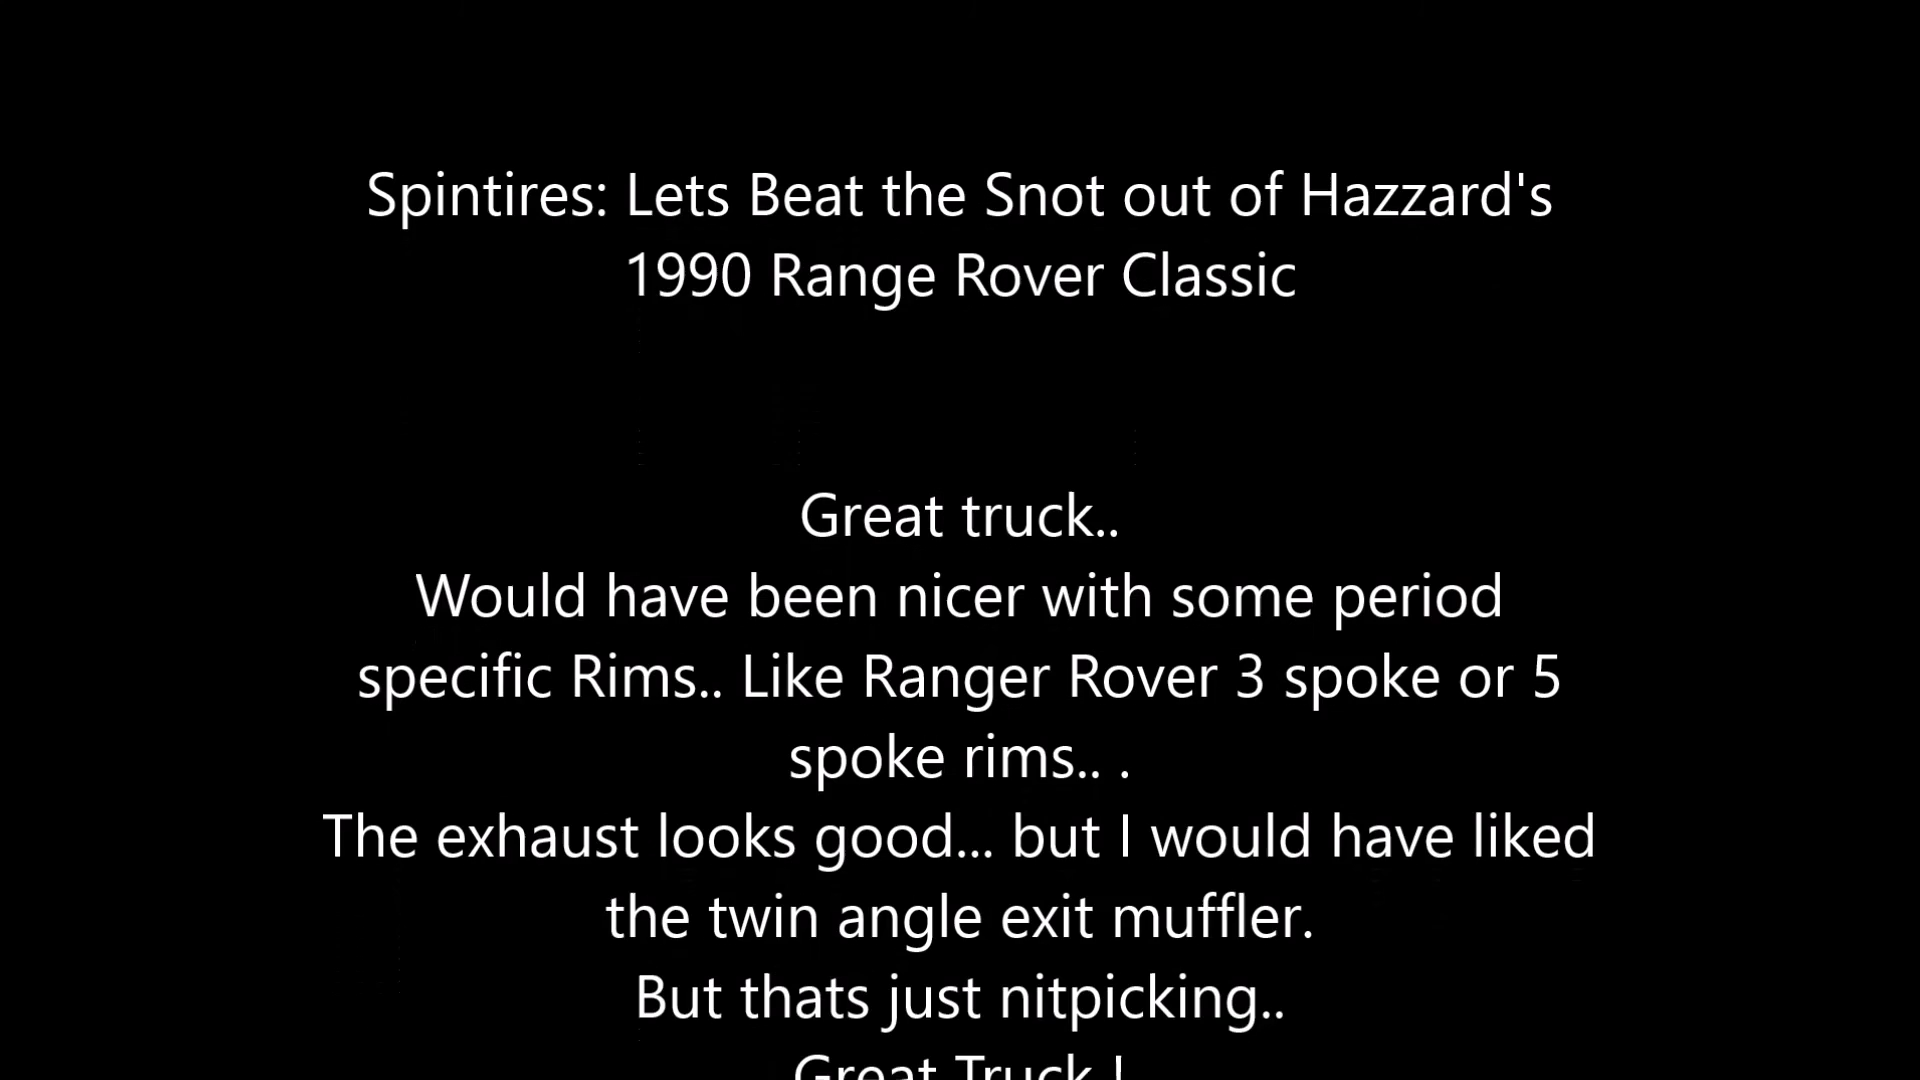 Spintires: Lets Beat the Snot out of Hazzard's
1990 Range Rover Classic
Great truck..
Would have been nicer with some period
specific Rims.. Like Ranger Rover 3 spoke or 5
spoke rims.. .
The exhaust looks good... but I would have liked
the twin angle exit muffler.
But thats just nitpicking..
Great Truck !